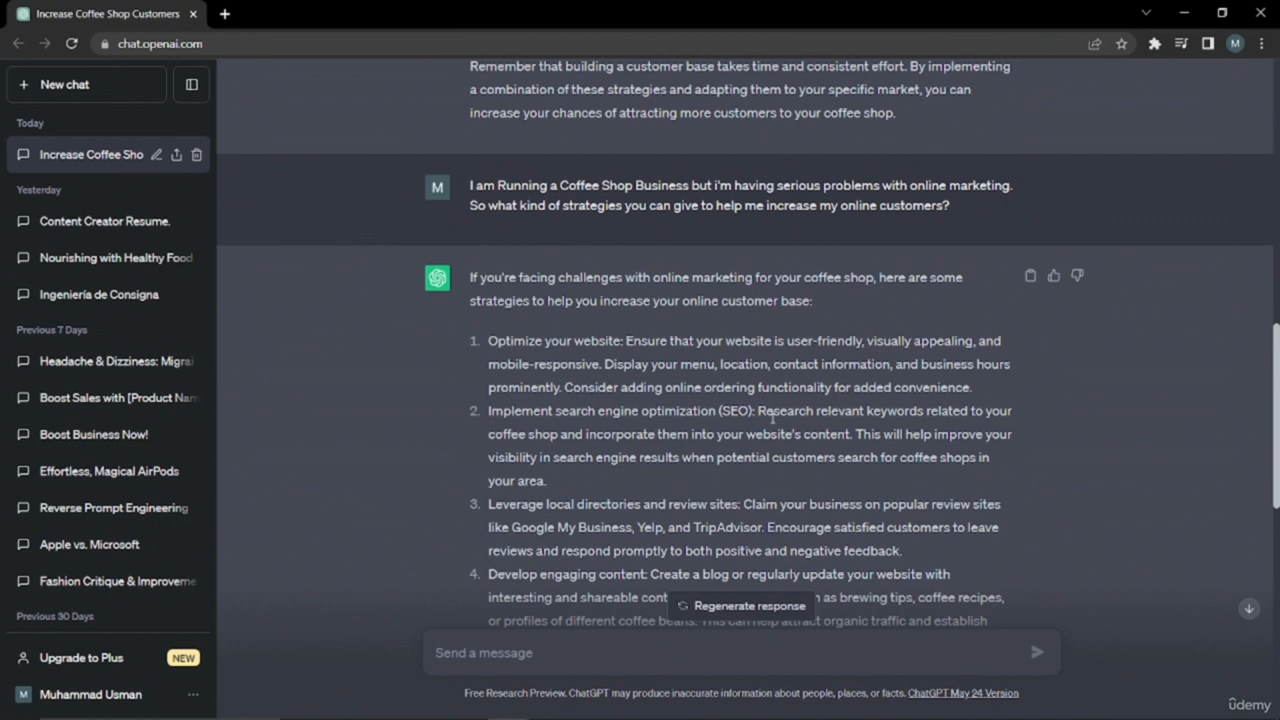 Increase Coffee Shop Customers
chat.openai.com
M
New chat
Today
Increase Coffee Sho
Yesterday
Content Creator Resume.
Nourishing with Healthy Food
Ingeniería de Consigna
Previous 7 Days
Headache & Dizziness: Migrai
Boost Sales with [Product Nam
Boost Business Now!
Effortless, Magical AirPods
Reverse Prompt Engineering
Apple vs. Microsoft
Fashion Critique & Improveme
Previous 30 Days
Upgrade to Plus NEW
M Muhammad Usman
Remember that building a customer base takes time and consistent effort. By implementing
a combination of these strategies and adapting them to your specific market, you can
increase your chances of attracting more customers to your coffee shop.
M I am Running a Coffee Shop Business but i'm having serious problems with online marketing.
So what kind of strategies you can give to help me increase my online customers?
If you're facing challenges with online marketing for your coffee shop, here are some
strategies to help you increase your online customer base:
1. Optimize your website: Ensure that your website is user-friendly, visually appealing, and
mobile-responsive. Display your menu, location, contact information, and business hours
prominently. Consider adding online ordering functionality for added convenience.
2. Implement search engine optimization (SEO): Research relevant keywords related to your
coffee shop and incorporate them into your website's content. This will help improve your
visibility in search engine results when potential customers search for coffee shops in
your area.
3. Leverage local directories and review sites: Claim your business on popular review sites
like Google My Business, Yelp, and TripAdvisor. Encourage satisfied customers to leave
reviews and respond promptly to both positive and negative feedback.
4. Develop engaging content: Create a blog or regularly update your website with
interesting and shareable as brewing tips, coffee recipes,
or profiles of different coffee beans. This can help attract organic traffic and establish
Regenerate response
Send a message
Free Research Preview. ChatGPT may produce inaccurate information about people, places, or facts. ChatGPT May 24 Version
ûdemy